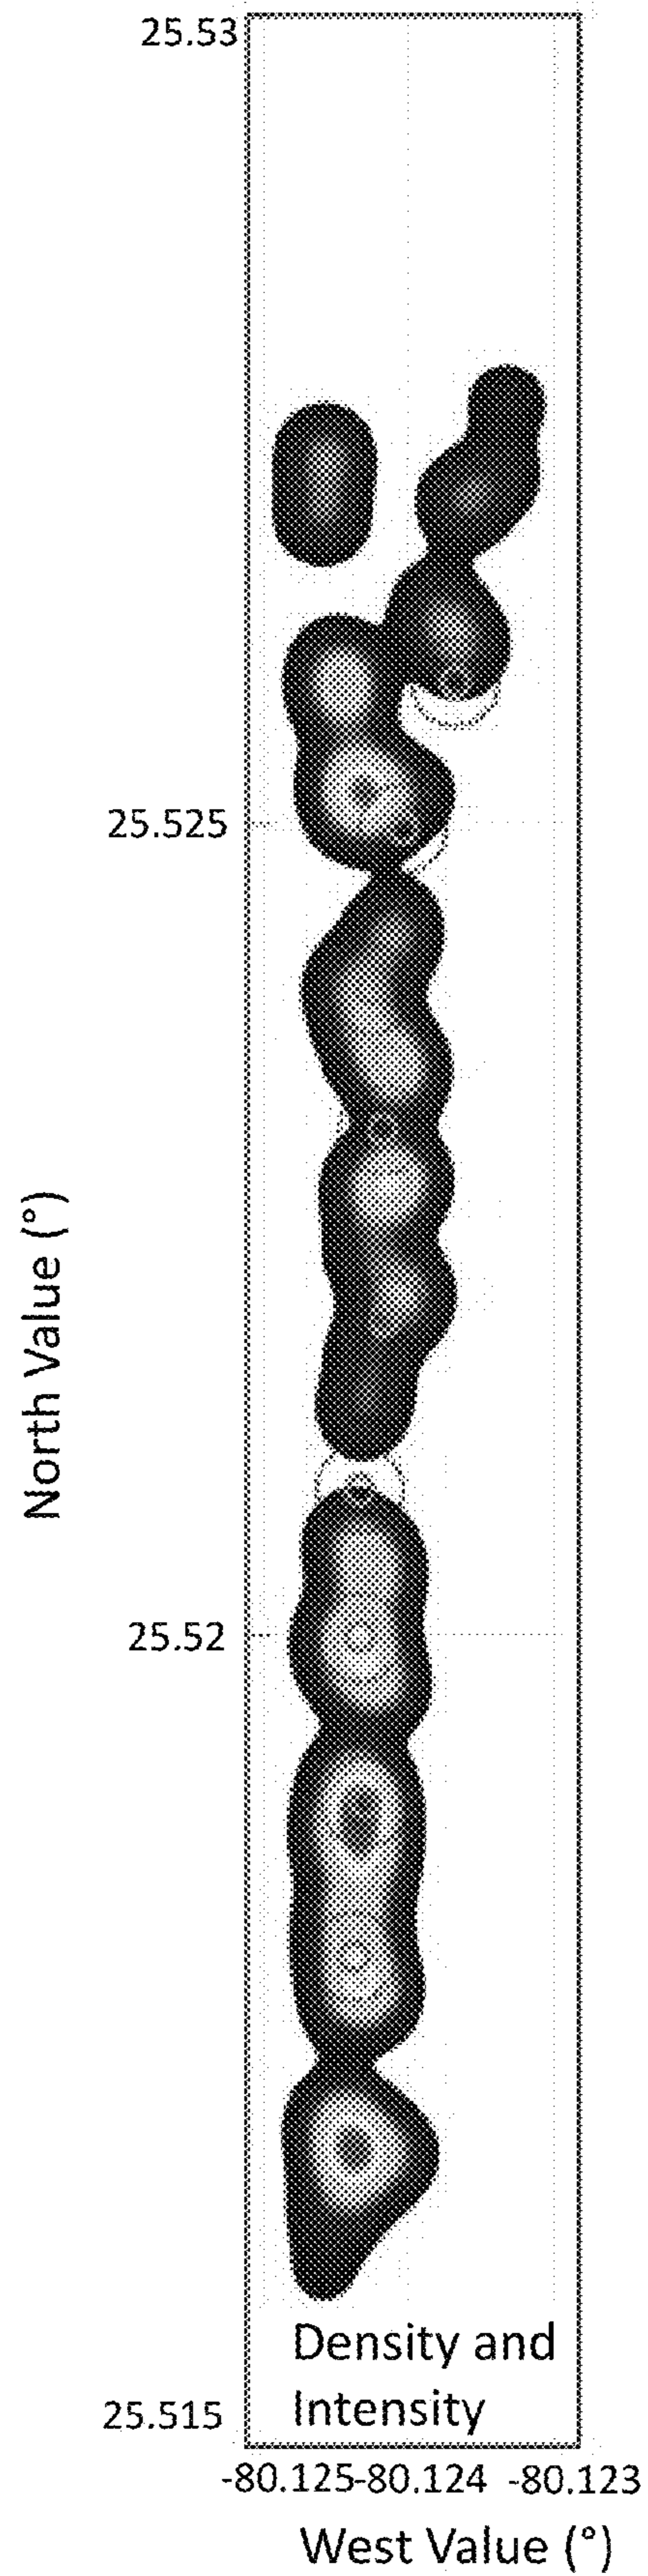 25.53
25.525
North Value (°)
25.52
Density and
Intensity
25.515
-80.125 -80.124 -80.123
West Value (°)